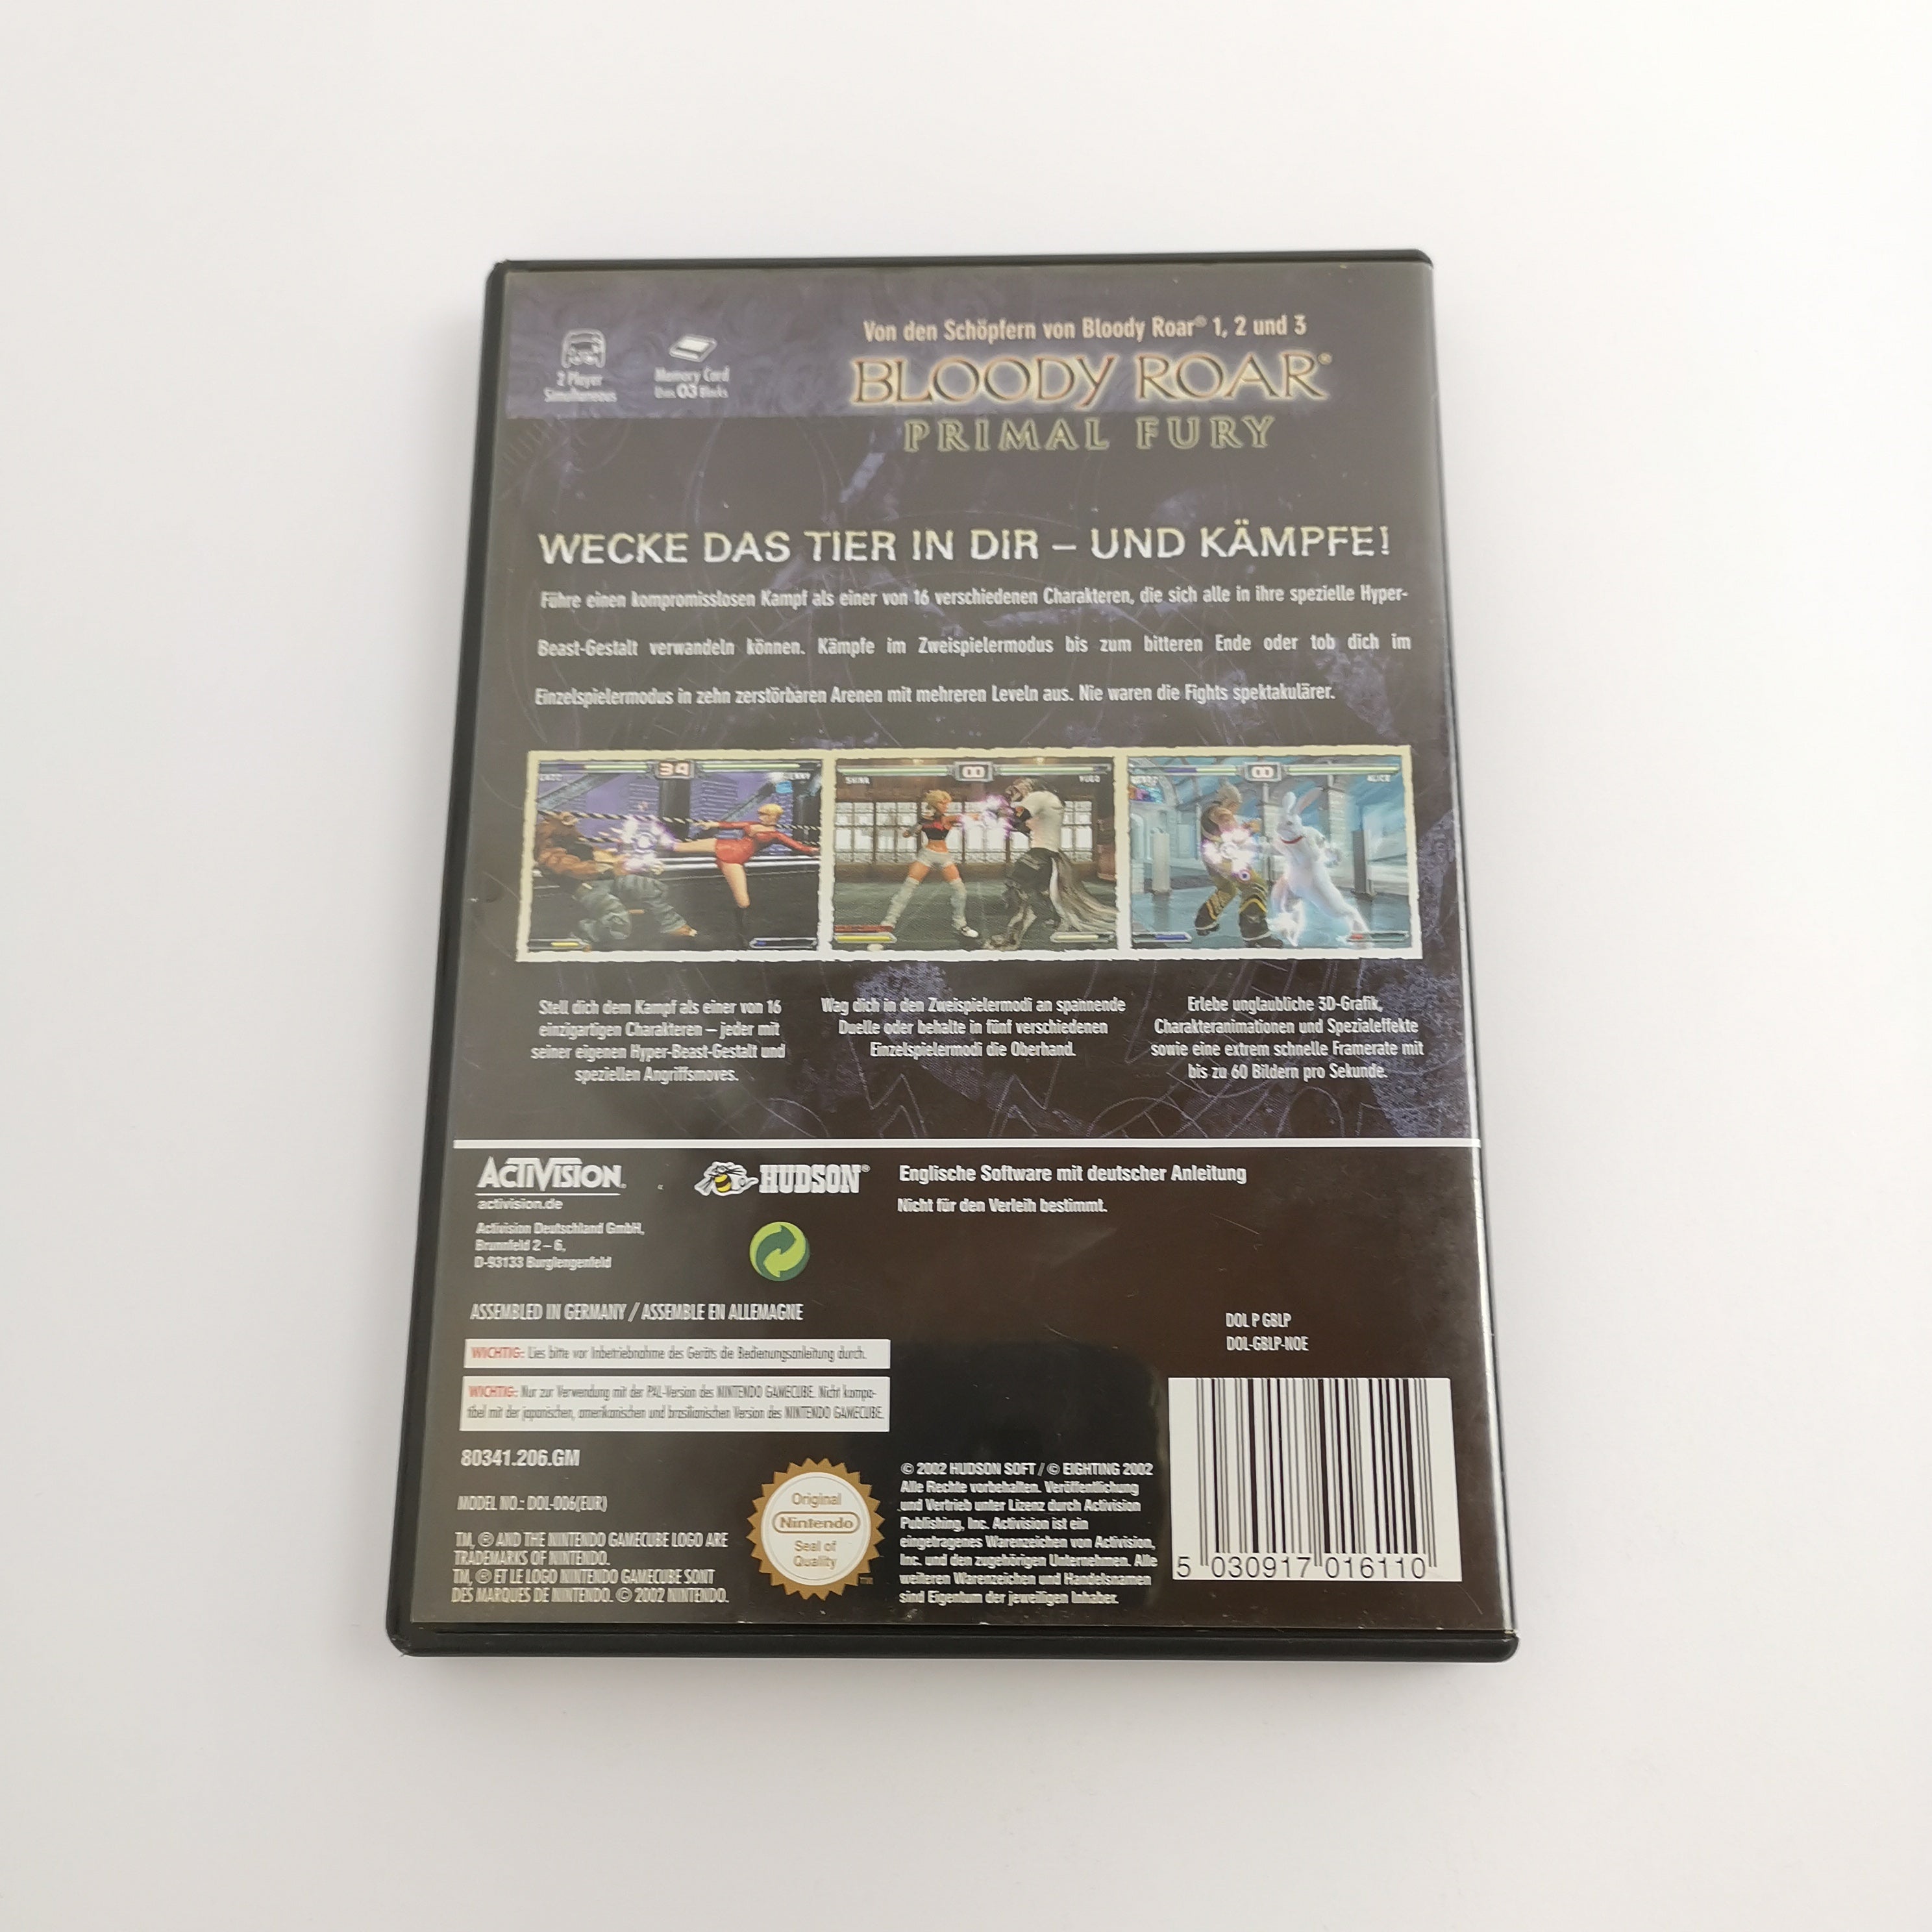 2 Player
Simultaneous
Memory Card
Uses 03 Blocks
Von den Schöpfern von Bloody Roar® 1, 2 und 3
BLOODY ROAR®
PRIMAL FURY
WECKE DAS TIER IN DIR – UND KÄMPFE!
Führe einen kompromisslosen Kampf als einer von 16 verschiedenen Charakteren, die sich alle in ihre spezielle Hyper-
Beast-Gestalt verwandeln können. Kämpfe im Zweispielermodus bis zum bitteren Ende oder tob dich im
Einzelspielermodus in zehn zerstörbaren Arenen mit mehreren Leveln aus. Nie waren die Fights spektakulärer.
34
00
YUGO
00
ALICE
Stell dich dem Kampf als einer von 16
einzigartigen Charakteren – jeder mit
seiner eigenen Hyper-Beast-Gestalt und
speziellen Angriffsmoves.
Wag dich in den Zweispielermodi an spannende
Duelle oder behalte in fünf verschiedenen
Einzelspielermodi die Oberhand.
Erlebe unglaubliche 3D-Grafik,
Charakteranimationen und Spezialeffekte
sowie eine extrem schnelle Framerate mit
bis zu 60 Bildern pro Sekunde.
ACTIVISION.
activision.de
Activision Deutschland GmbH,
Brunnfeld 2 – 6,
D-93133 Burglengenfeld
HUDSON®
Englische Software mit deutscher Anleitung
Nicht für den Verleih bestimmt.
ASSEMBLED IN GERMANY / ASSEMBLE EN ALLEMAGNE
DOL P GBLP
DOL-GBLP-NOE
WICHTIG: Lies bitte vor Inbetriebnahme des Geräts die Bedienungsanleitung durch.
WICHTIG: Nur zur Verwendung mit der PAL-Version des NINTENDO GAMECUBE. Nicht kompa-
tibel mit der japanischen, amerikanischen und brasilianischen Version des NINTENDO GAMECUBE.
80341.206.GM
MODEL NO.: DOL-006(EUR)
TM, ® AND THE NINTENDO GAMECUBE LOGO ARE
TRADEMARKS OF NINTENDO.
TM, ® ET LE LOGO NINTENDO GAMECUBE SONT
DES MARQUES DE NINTENDO. © 2002 NINTENDO.
Original
Nintendo
Seal of
Quality
© 2002 HUDSON SOFT / © EIGHTING 2002
Alle Rechte vorbehalten. Veröffentlichung
und Vertrieb unter Lizenz durch Activision
Publishing, Inc. Activision ist ein
eingetragenes Warenzeichen von Activision,
Inc. und den zugehörigen Unternehmen. Alle
weiteren Warenzeichen und Handelsnamen
sind Eigentum der jeweiligen Inhaber.
5 030917 016110